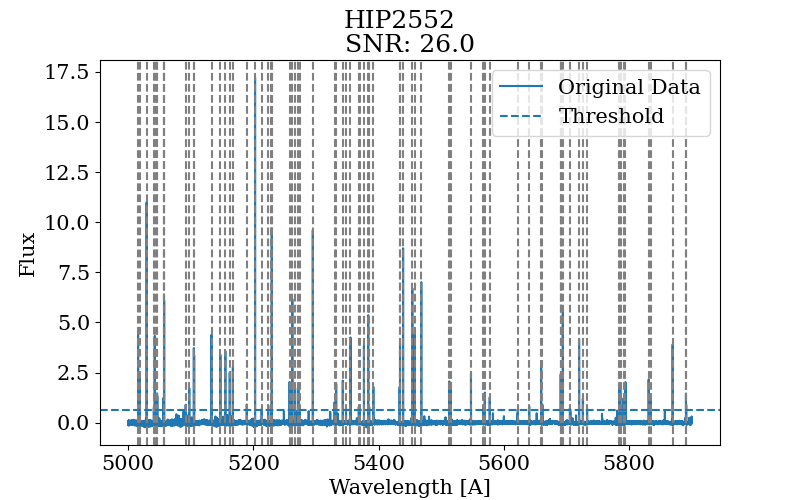 HIP2552
SNR: 26.0
Original Data
Threshold
Flux
17.5
15.0
12.5
10.0
7.5
5.0
2.5
0.0
5000 5200 5400 5600 5800
Wavelength [A]